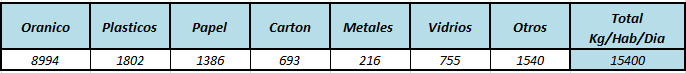 Oranico Plasticos Papel Carton Metales Vidrios Otros Total Kg/Hab/Dia
8994 1802 1386 693 216 755 1540 15400